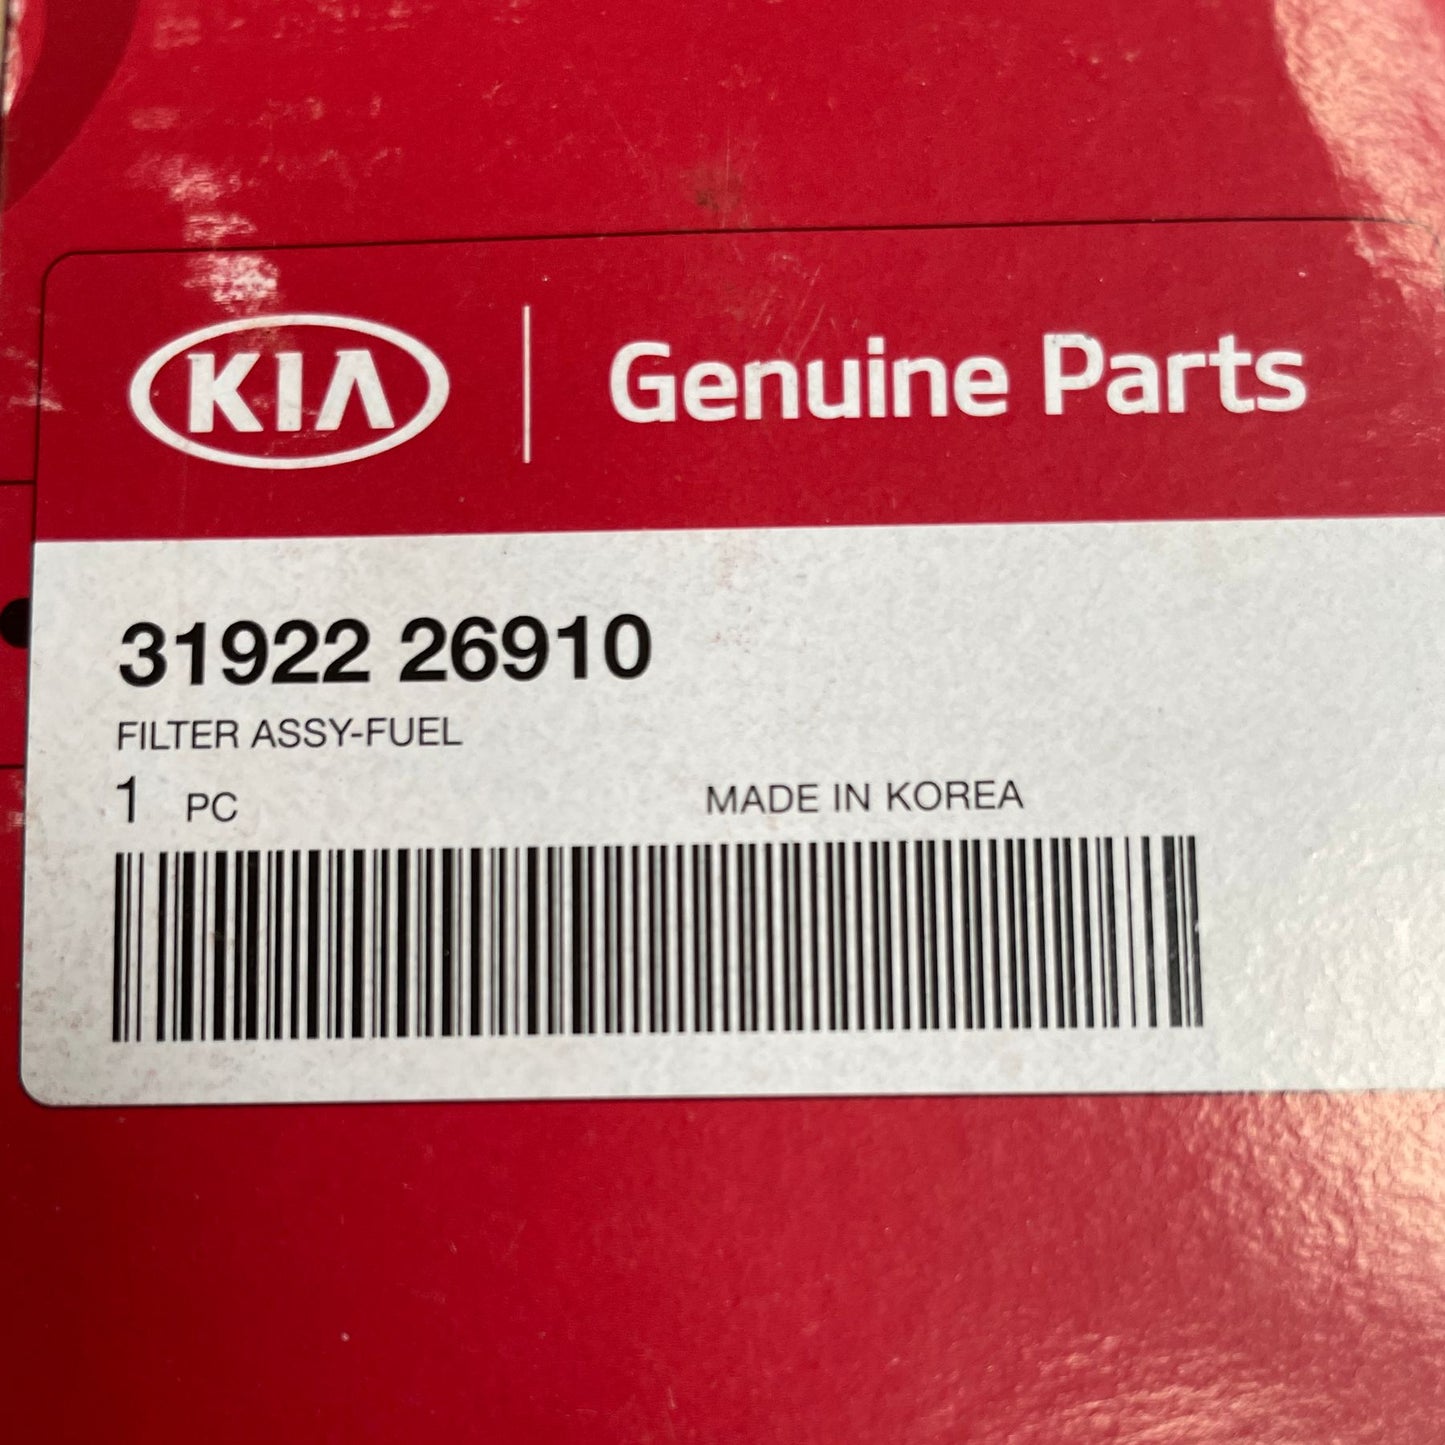 KIA Genuine Parts
31922 26910
FILTER ASSY-FUEL
1 PC MADE IN KOREA